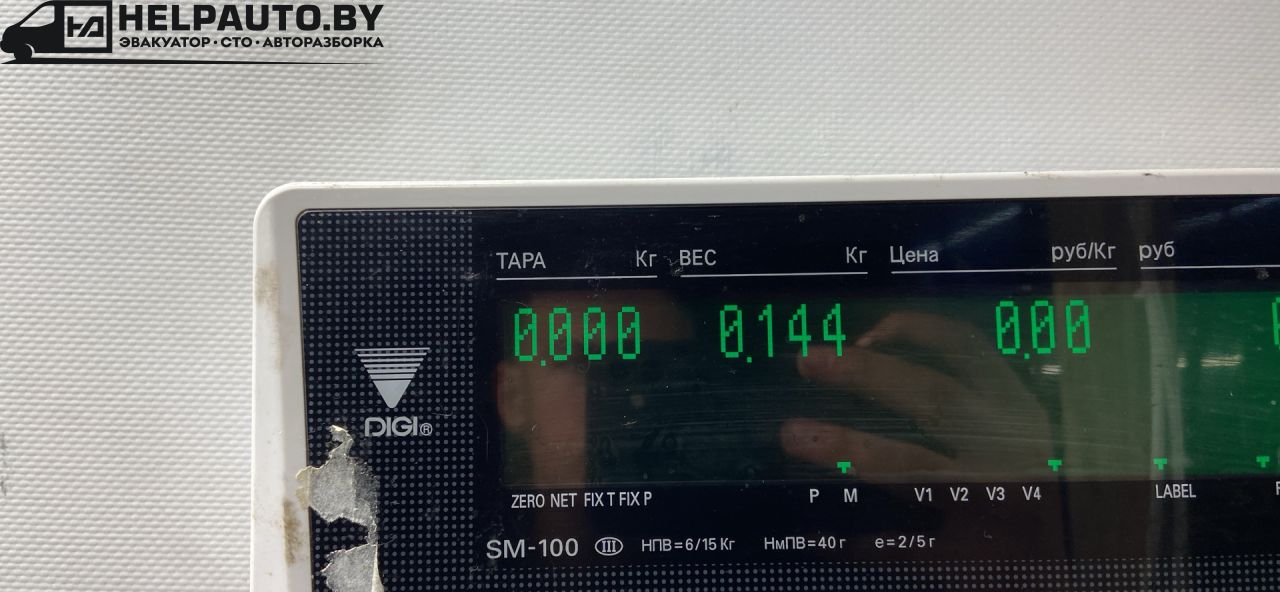 HELPAUTO.BY
ЭВАКУАТОР·СТО·АВТОРАЗБОРКА
ТАРА Кг ВЕС Кг Цена руб/Кг руб
0.000 0.144 0.00
DIGI®
ZERO NET FIX T FIX P P M V1 V2 V3 V4 LABEL
SM-100 III НПВ=6/15 Кг НмПВ=40 г e=2/5 г